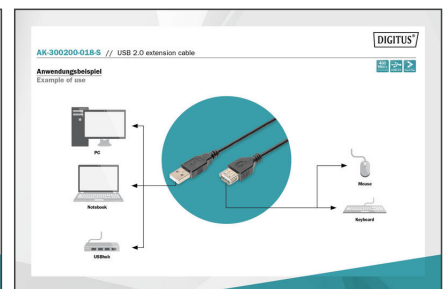 DIGITUS®
AK-300200-018-S // USB 2.0 extension cable
Anwendungsbeispiel
Example of use
PC
Notebook
USBhub
Mouse
Keyboard